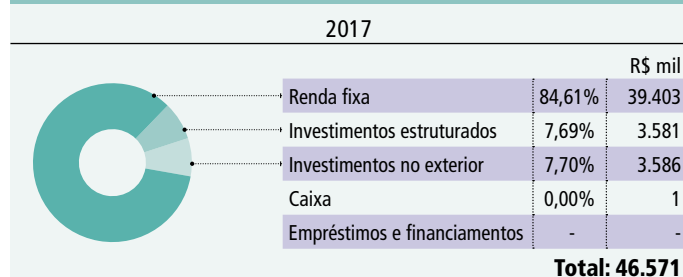 2017
R$ mil
Renda fixa 84,61% 39.403
Investimentos estruturados 7,69% 3.581
Investimentos no exterior 7,70% 3.586
Caixa 0,00% 1
Empréstimos e financiamentos - -
Total: 46.571